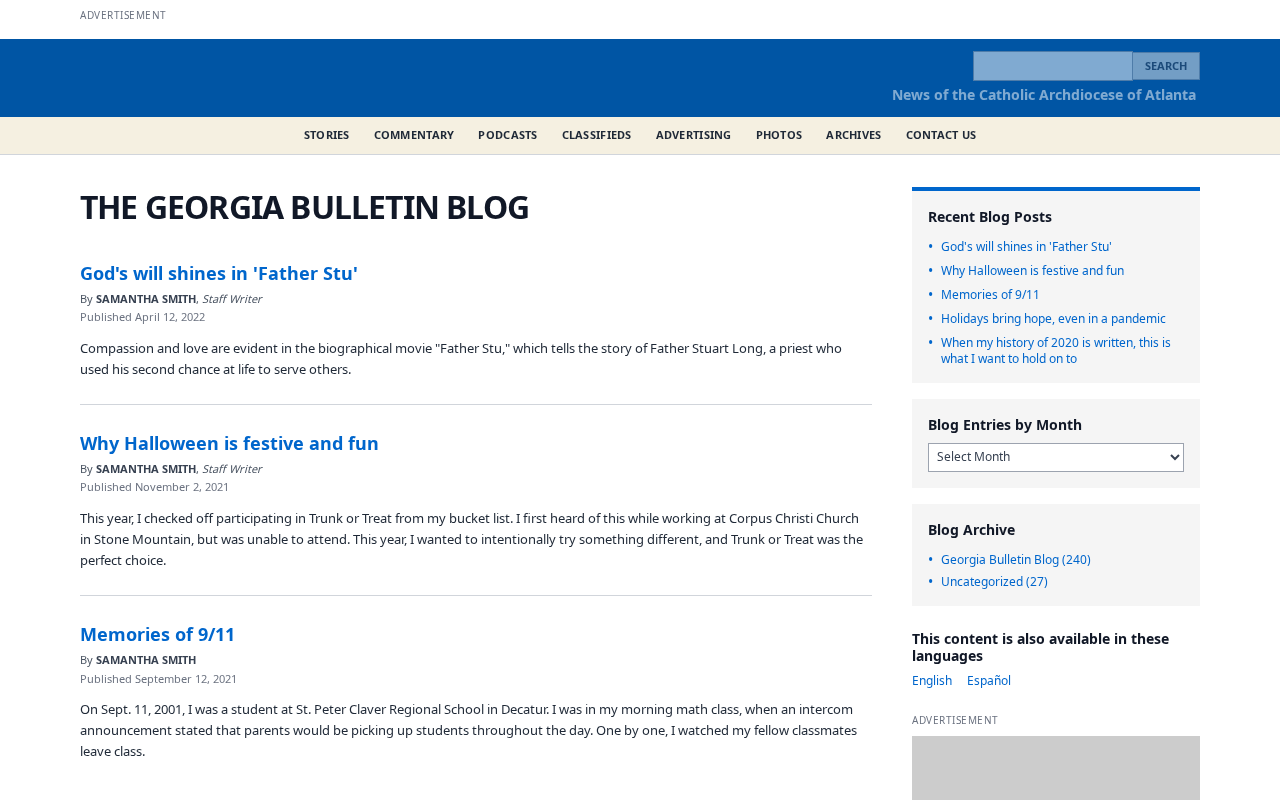 ADVERTISEMENT
SEARCH
News of the Catholic Archdiocese of Atlanta
STORIES COMMENTARY PODCASTS CLASSIFIEDS ADVERTISING PHOTOS ARCHIVES CONTACT US
THE GEORGIA BULLETIN BLOG
God's will shines in 'Father Stu'
By SAMANTHA SMITH, Staff Writer
Published April 12, 2022
Compassion and love are evident in the biographical movie "Father Stu," which tells the story of Father Stuart Long, a priest who
used his second chance at life to serve others.
Why Halloween is festive and fun
By SAMANTHA SMITH, Staff Writer
Published November 2, 2021
This year, I checked off participating in Trunk or Treat from my bucket list. I first heard of this while working at Corpus Christi Church
in Stone Mountain, but was unable to attend. This year, I wanted to intentionally try something different, and Trunk or Treat was the
perfect choice.
Memories of 9/11
By SAMANTHA SMITH
Published September 12, 2021
On Sept. 11, 2001, I was a student at St. Peter Claver Regional School in Decatur. I was in my morning math class, when an intercom
announcement stated that parents would be picking up students throughout the day. One by one, I watched my fellow classmates
leave class.
Recent Blog Posts
• God's will shines in 'Father Stu'
• Why Halloween is festive and fun
• Memories of 9/11
• Holidays bring hope, even in a pandemic
• When my history of 2020 is written, this is
what I want to hold on to
Blog Entries by Month
Select Month
Blog Archive
• Georgia Bulletin Blog (240)
• Uncategorized (27)
This content is also available in these
languages
English Español
ADVERTISEMENT